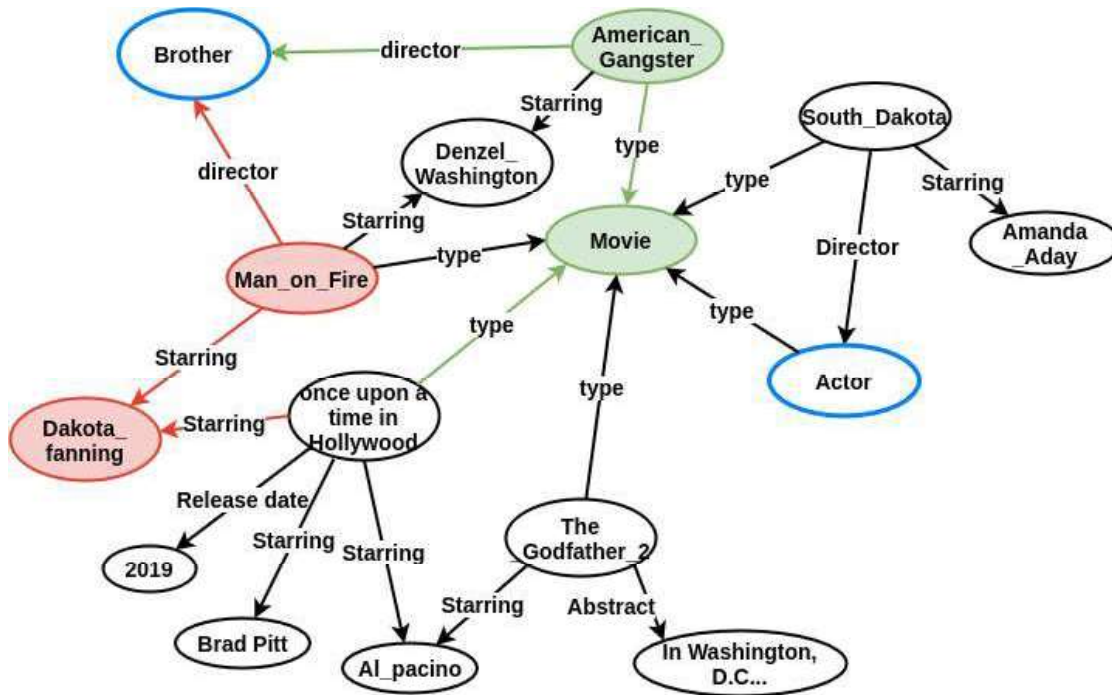 American_
Gangster
Brother
director
Starring
South_Dakota
Denzel_
Washington
type
director
type
Starring
Starring
Movie
Amanda
_Aday
Director
type
Man_on_Fire
type
type
Starring
Actor
once upon a
time in
Hollywood
type
Dakota_
fanning
Starring
Release date
The
_Godfather_2
Starring
Starring
2019
Starring
Abstract
Brad Pitt
Al_pacino
In Washington,
D.C...